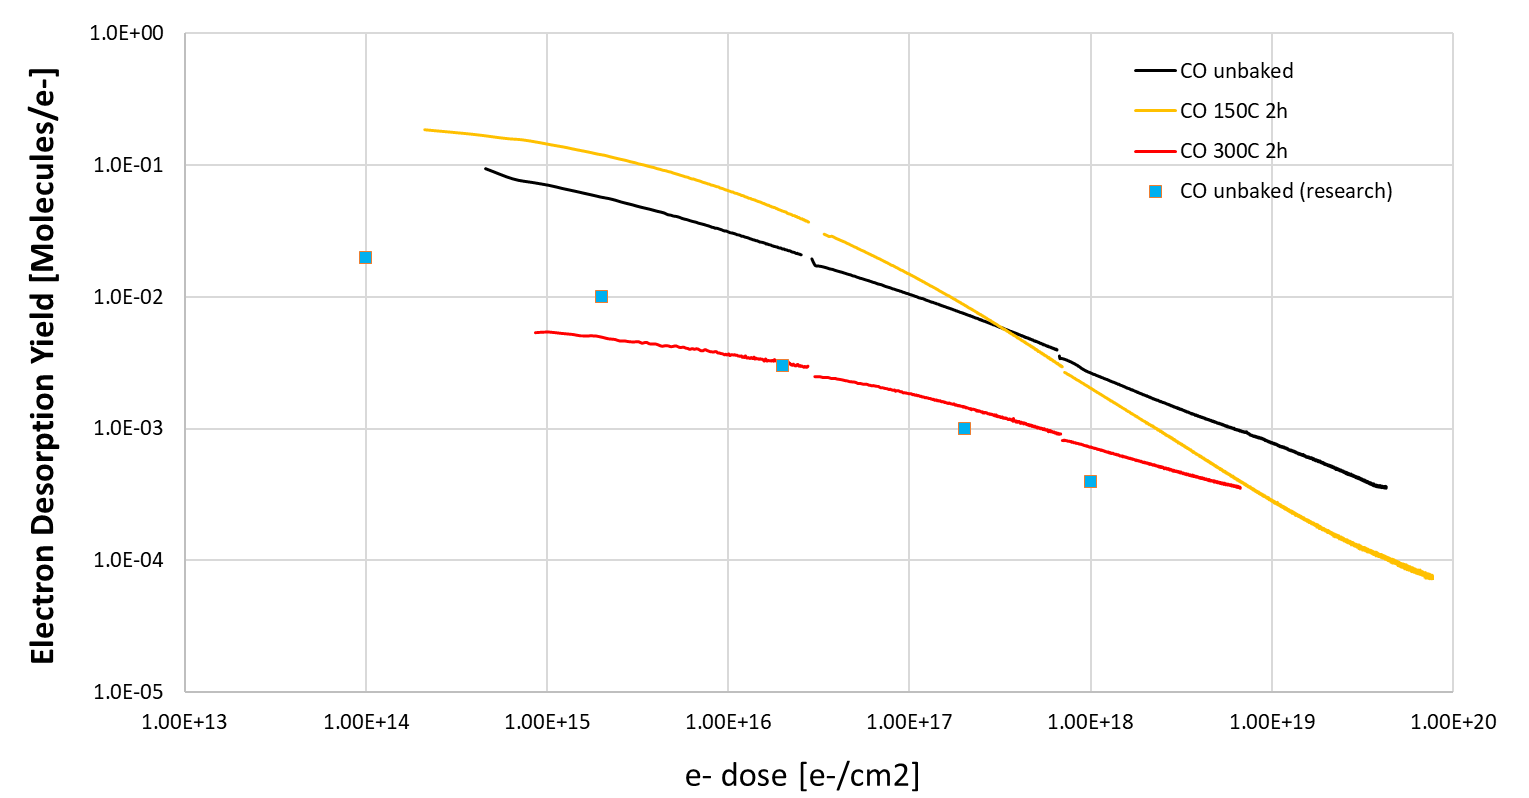 Electron Desorption Yield [Molecules/e-]
1.0E+00
1.0E-01
1.0E-02
1.0E-03
1.0E-04
1.0E-05
CO unbaked
CO 150C 2h
CO 300C 2h
CO unbaked (research)
1.00E+13 1.00E+14 1.00E+15 1.00E+16 1.00E+17 1.00E+18 1.00E+19 1.00E+20
e- dose [e-/cm2]